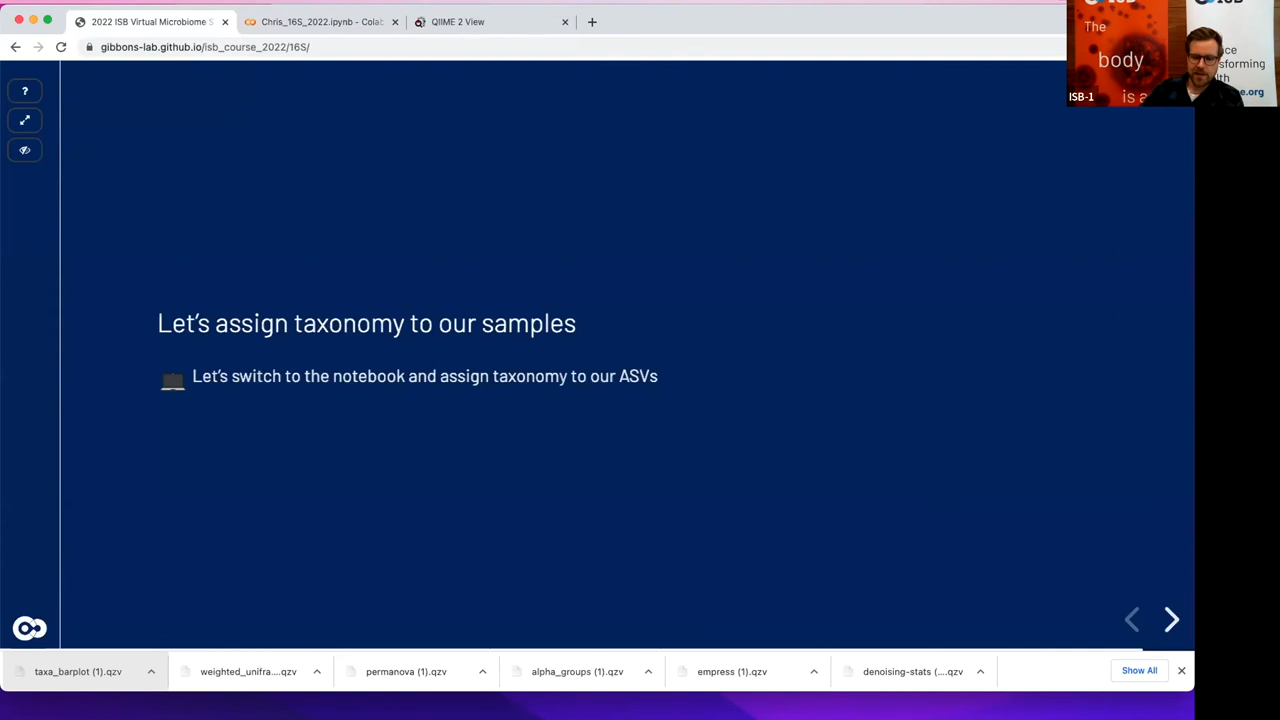 2022 ISB Virtual Microbiome S
Chris_16S_2022.ipynb - Colab
QIIME 2 View
gibbons-lab.github.io/isb_course_2022/16S/
?
Let's assign taxonomy to our samples
Let's switch to the notebook and assign taxonomy to our ASVs
taxa_barplot (1).qzv
weighted_unifra....qzv
permanova (1).qzv
alpha_groups (1).qzv
empress (1).qzv
denoising-stats (....qzv
Show All
The
body
is a
ISB-1